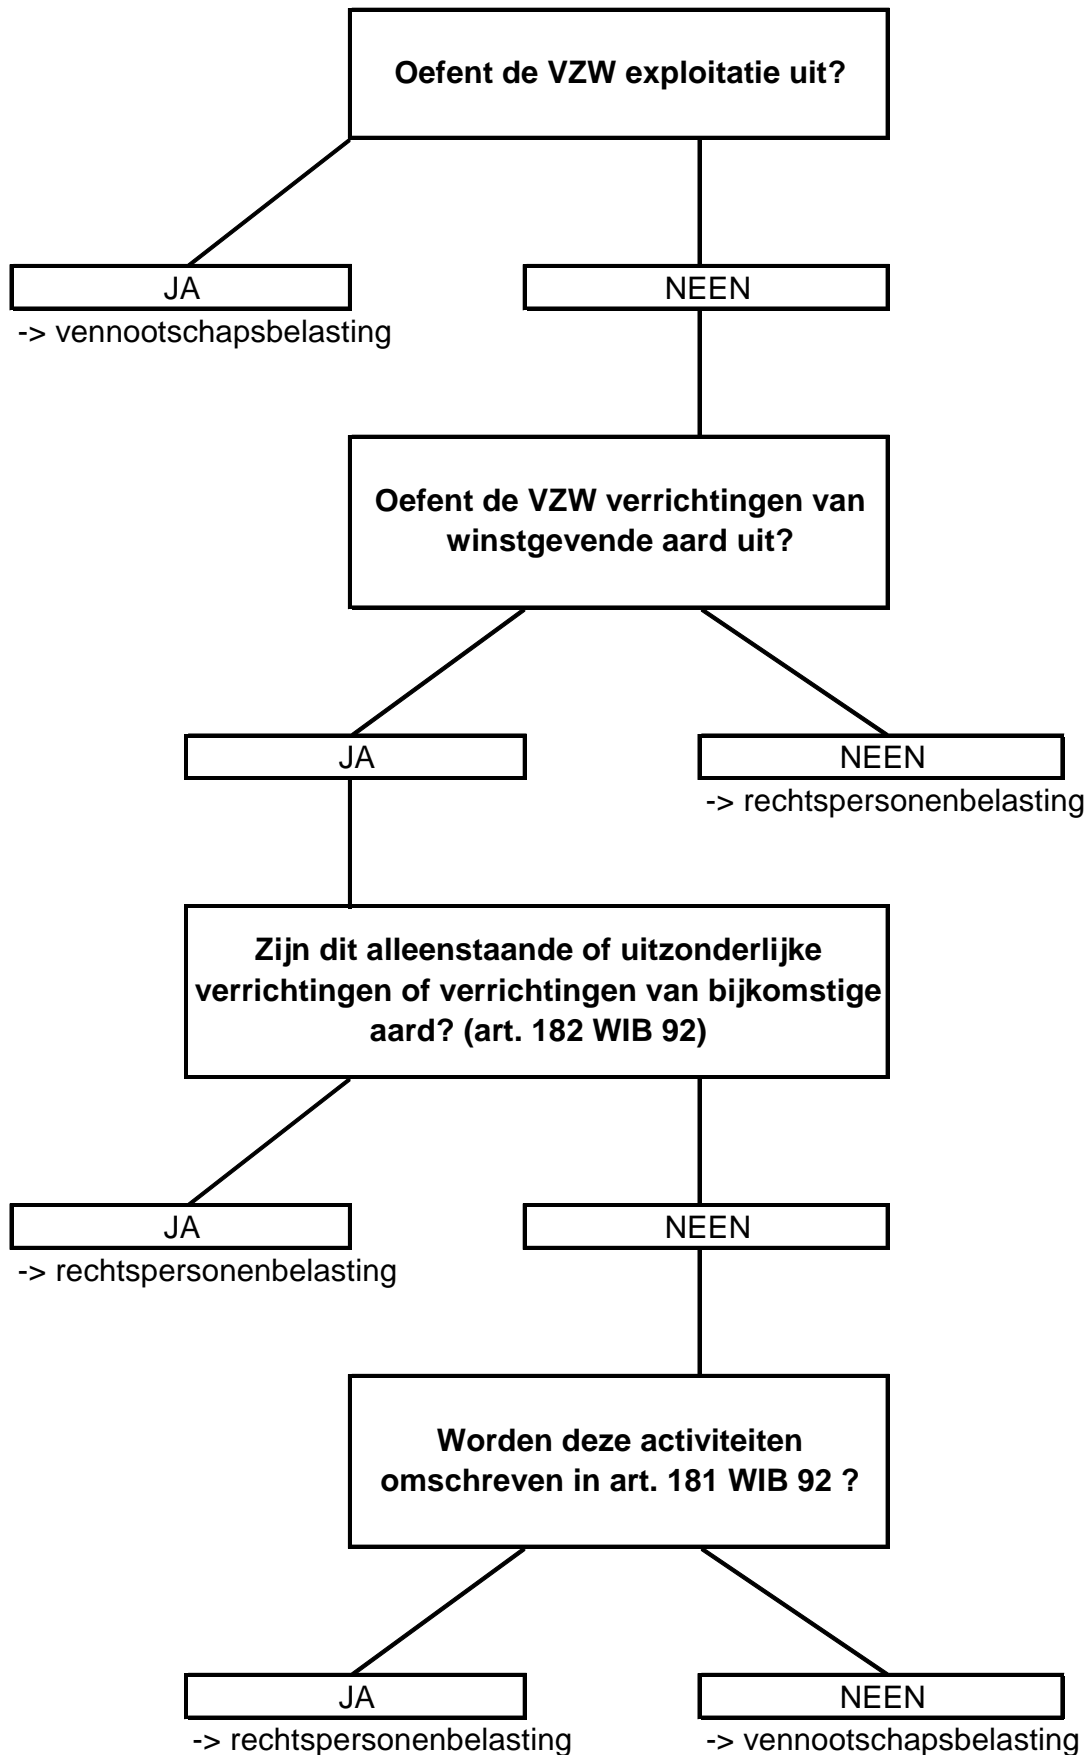 Oefent de VZW exploitatie uit?
JA
NEEN
-> vennootschapsbelasting
Oefent de VZW verrichtingen van
winstgevende aard uit?
JA
NEEN
-> rechtspersonenbelasting
Zijn dit alleenstaande of uitzonderlijke
verrichtingen of verrichtingen van bijkomstige
aard? (art. 182 WIB 92)
JA
NEEN
-> rechtspersonenbelasting
Worden deze activiteiten
omschreven in art. 181 WIB 92 ?
JA
NEEN
-> rechtspersonenbelasting
-> vennootschapsbelasting